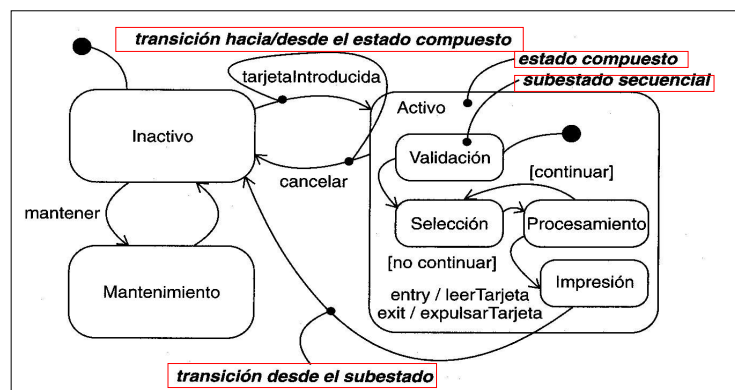 transición hacia/desde el estado compuesto
estado compuesto
subestado secuencial
tarjetaIntroducida
Activo
Inactivo
Validación
[continuar]
cancelar
mantener
Selección
Procesamiento
[no continuar]
Impresión
Mantenimiento
entry / leerTarjeta
exit / expulsarTarjeta
transición desde el subestado